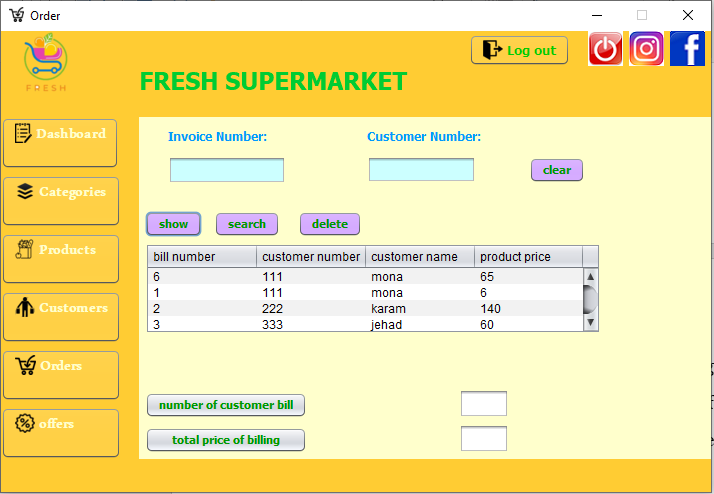 Order
FRESH
Log out
FRESH SUPERMARKET
Dashboard
Categories
Products
Customers
Orders
offers
Invoice Number:
Customer Number:
clear
show
search
delete
bill number customer number customer name product price
6 111 mona 65
1 111 mona 6
2 222 karam 140
3 333 jehad 60
number of customer bill
total price of billing